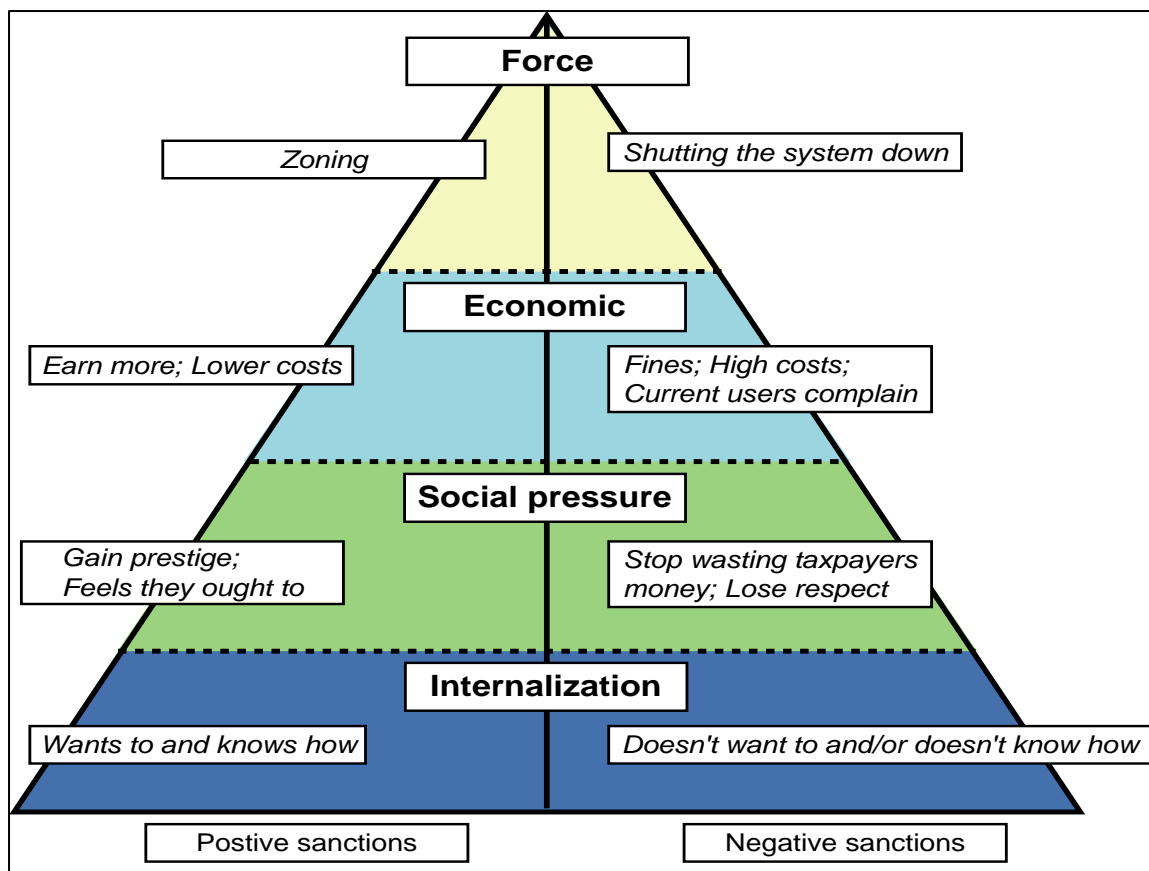 Force
Zoning
Shutting the system down
Economic
Earn more; Lower costs
Fines; High costs;
Current users complain
Social pressure
Gain prestige;
Feels they ought to
Stop wasting taxpayers
money; Lose respect
Internalization
Wants to and knows how
Doesn't want to and/or doesn't know how
Postive sanctions
Negative sanctions